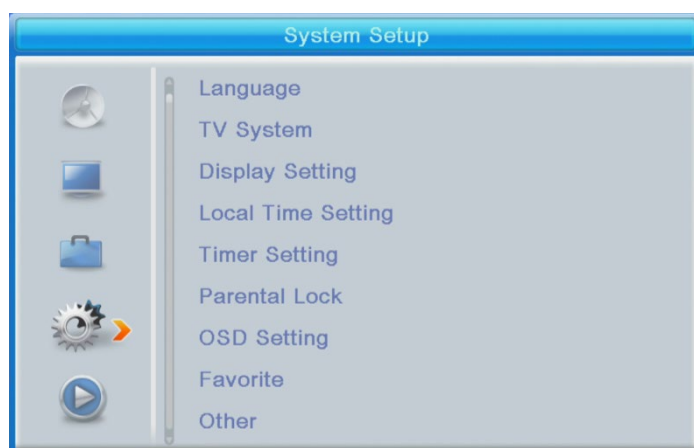 System Setup
Language
TV System
Display Setting
Local Time Setting
Timer Setting
Parental Lock
OSD Setting
Favorite
Other